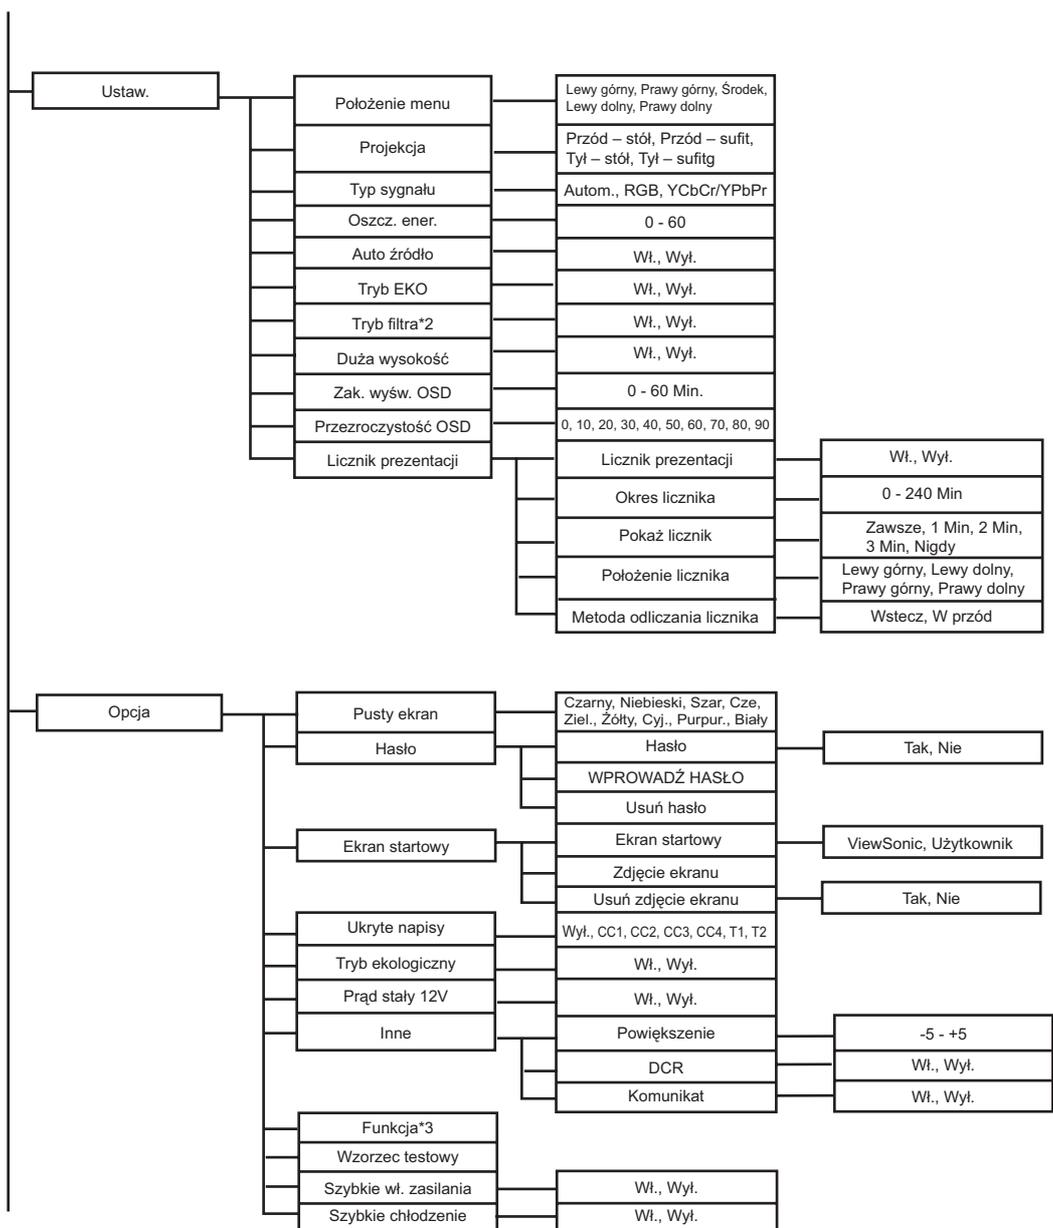 Ustaw.
Położenie menu
Lewy górny, Prawy górny, Środek,
Lewy dolny, Prawy dolny
Projekcja
Przód – stół, Przód – sufit,
Tył – stół, Tył – sufitg
Typ sygnału
Autom., RGB, YCbCr/YPbPr
Oszcz. ener.
0 - 60
Auto źródło
Wł., Wył.
Tryb EKO
Wł., Wył.
Tryb filtra*2
Wł., Wył.
Duża wysokość
Wł., Wył.
Zak. wyśw. OSD
0 - 60 Min.
Przezroczystość OSD
0, 10, 20, 30, 40, 50, 60, 70, 80, 90
Licznik prezentacji
Licznik prezentacji
Wł., Wył.
Okres licznika
0 - 240 Min
Pokaż licznik
Zawsze, 1 Min, 2 Min,
3 Min, Nigdy
Położenie licznika
Lewy górny, Lewy dolny,
Prawy górny, Prawy dolny
Metoda odliczania licznika
Wstecz, W przód
Opcja
Pusty ekran
Czarny, Niebieski, Szar, Cze,
Ziel., Żółty, Cyj., Purpur., Biały
Hasło
Hasło
Tak, Nie
WPROWADŹ HASŁO
Usuń hasło
Ekran startowy
Ekran startowy
ViewSonic, Użytkownik
Zdjęcie ekranu
Usuń zdjęcie ekranu
Tak, Nie
Ukryte napisy
Wył., CC1, CC2, CC3, CC4, T1, T2
Tryb ekologiczny
Wł., Wył.
Prąd stały 12V
Wł., Wył.
Inne
Powiększenie
-5 - +5
DCR
Wł., Wył.
Komunikat
Wł., Wył.
Funkcja*3
Wzorzec testowy
Szybkie wł. zasilania
Wł., Wył.
Szybkie chłodzenie
Wł., Wył.